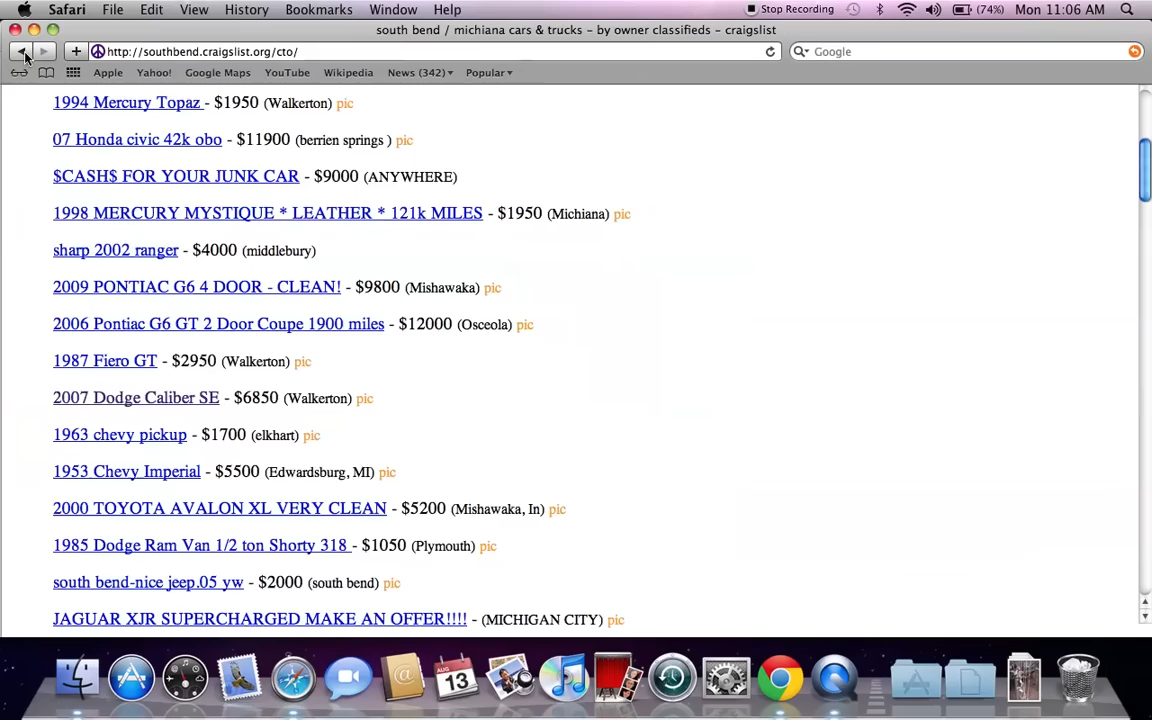 Safari File Edit View History Bookmarks Window Help Stop Recording (74%) Mon 11:06 AM
south bend / michiana cars & trucks - by owner classifieds - craigslist
http://southbend.craigslist.org/cto/ Google
Apple Yahoo! Google Maps YouTube Wikipedia News (342) Popular
1994 Mercury Topaz - $1950 (Walkerton) pic
07 Honda civic 42k obo - $11900 (berrien springs ) pic
$CASH$ FOR YOUR JUNK CAR - $9000 (ANYWHERE)
1998 MERCURY MYSTIQUE * LEATHER * 121k MILES - $1950 (Michiana) pic
sharp 2002 ranger - $4000 (middlebury)
2009 PONTIAC G6 4 DOOR - CLEAN! - $9800 (Mishawaka) pic
2006 Pontiac G6 GT 2 Door Coupe 1900 miles - $12000 (Osceola) pic
1987 Fiero GT - $2950 (Walkerton) pic
2007 Dodge Caliber SE - $6850 (Walkerton) pic
1963 chevy pickup - $1700 (elkhart) pic
1953 Chevy Imperial - $5500 (Edwardsburg, MI) pic
2000 TOYOTA AVALON XL VERY CLEAN - $5200 (Mishawaka, In) pic
1985 Dodge Ram Van 1/2 ton Shorty 318 - $1050 (Plymouth) pic
south bend-nice jeep.05 yw - $2000 (south bend) pic
JAGUAR XJR SUPERCHARGED MAKE AN OFFER!!!! - (MICHIGAN CITY) pic
AUG
13